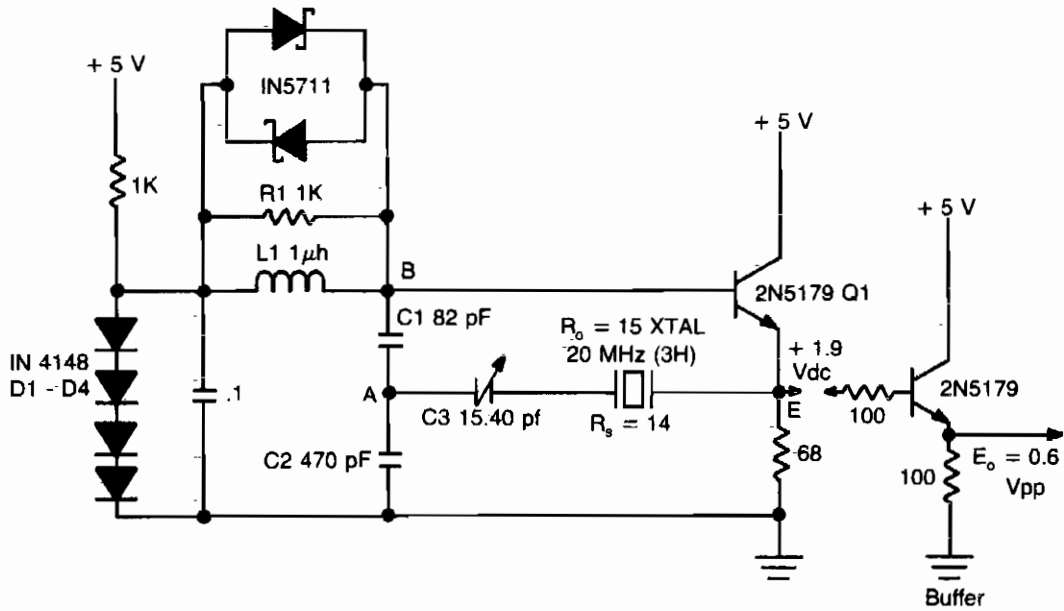 + 5 V
IN5711
+ 5 V
1K
R1 1K
+ 5 V
L1 1μh
B
2N5179 Q1
C1 82 pF
Ro = 15 XTAL
20 MHz (3H)
+ 1.9
Vdc
2N5179
IN 4148
D1 - D4
.1
A
C3 15.40 pf
Rs = 14
E
100
68
C2 470 pF
100
Eo = 0.6
Vpp
Buffer